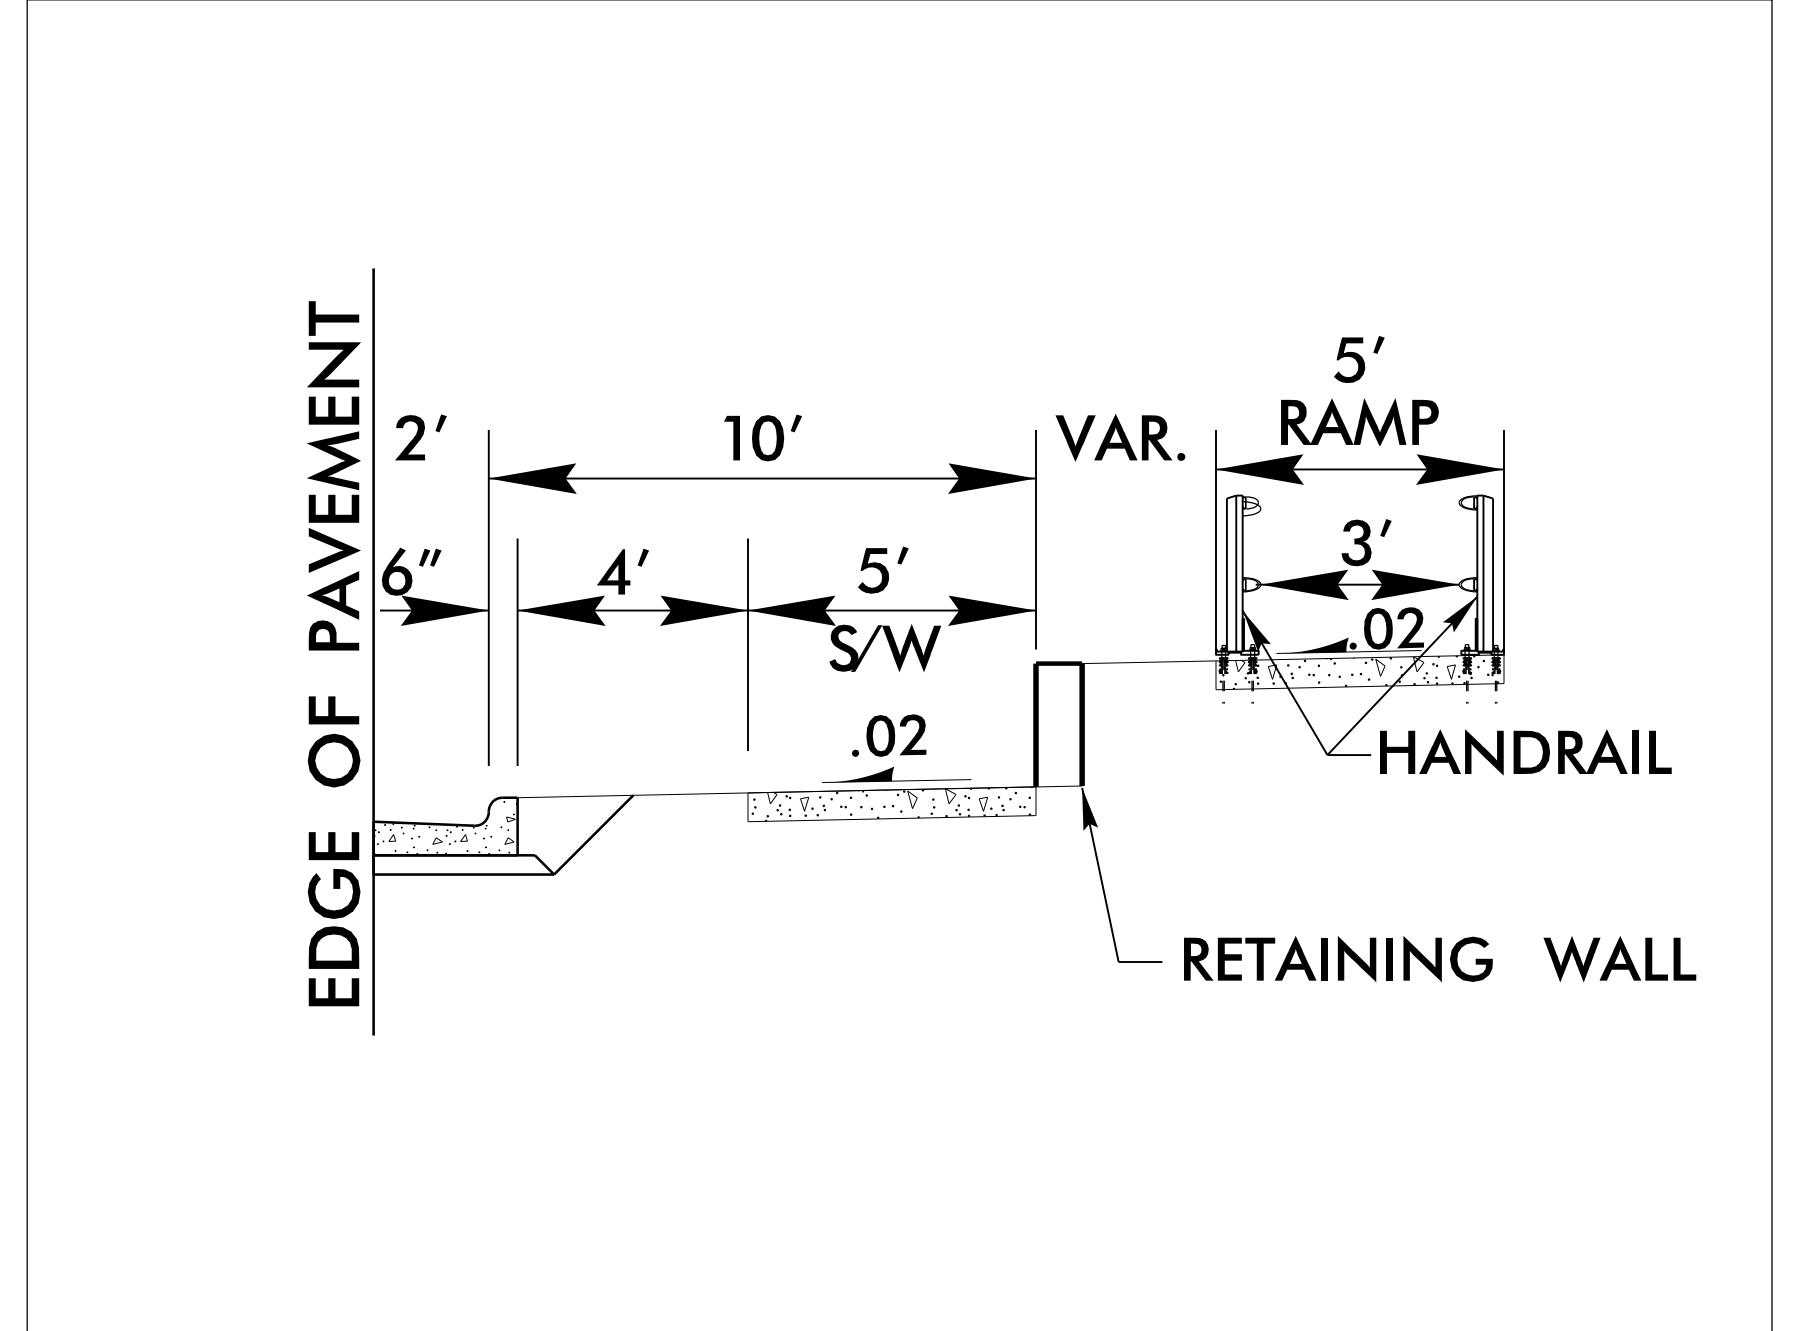 EDGE OF PAVEMENT
2'
10'
VAR.
5'
RAMP
6"
4'
5'
S/W
3'
.02
.02
HANDRAIL
RETAINING WALL